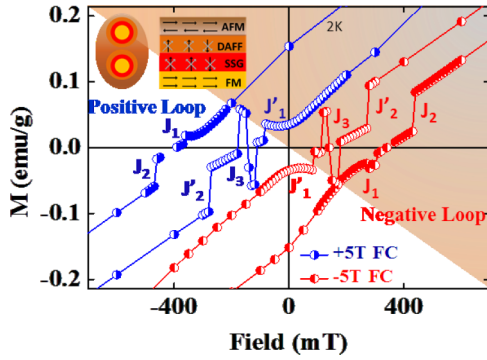 0.2
0.1
0.0
-0.1
-0.2
M (emu/g)
AFM
DAFF
SSG
FM
2K
Positive Loop
J'1
J1
J2
J'2
J3
J3
J'2
J2
J'1
J1
Negative Loop
+5T FC
-5T FC
-400
0
400
Field (mT)